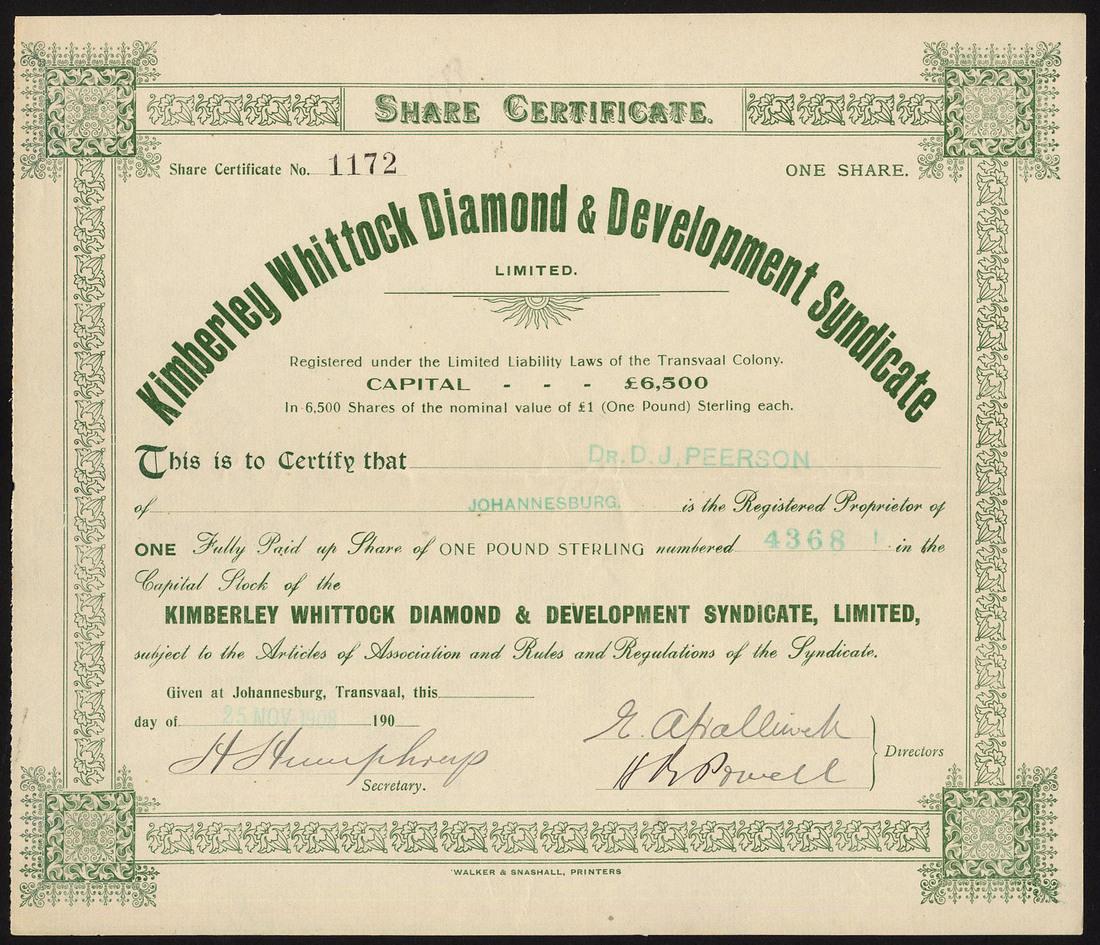 SHARE CERTIFICATE.
Share Certificate No. 1172
ONE SHARE.
Kimberley Whittock Diamond & Development Syndicate
LIMITED.
Registered under the Limited Liability Laws of the Transvaal Colony.
CAPITAL - - - £6,500
In 6,500 Shares of the nominal value of £1 (One Pound) Sterling each.
This is to Certify that DR. D. J. PEERSON
of JOHANNESBURG. is the Registered Proprietor of
ONE Fully Paid up Share of ONE POUND STERLING numbered 4368 in the
Capital Stock of the
KIMBERLEY WHITTOCK DIAMOND & DEVELOPMENT SYNDICATE, LIMITED,
subject to the Articles of Association and Rules and Regulations of the Syndicate.
Given at Johannesburg, Transvaal, this
day of 25 NOV 190
H Humphreys
Secretary.
H Powell
Directors
WALKER & SNASHALL, PRINTERS